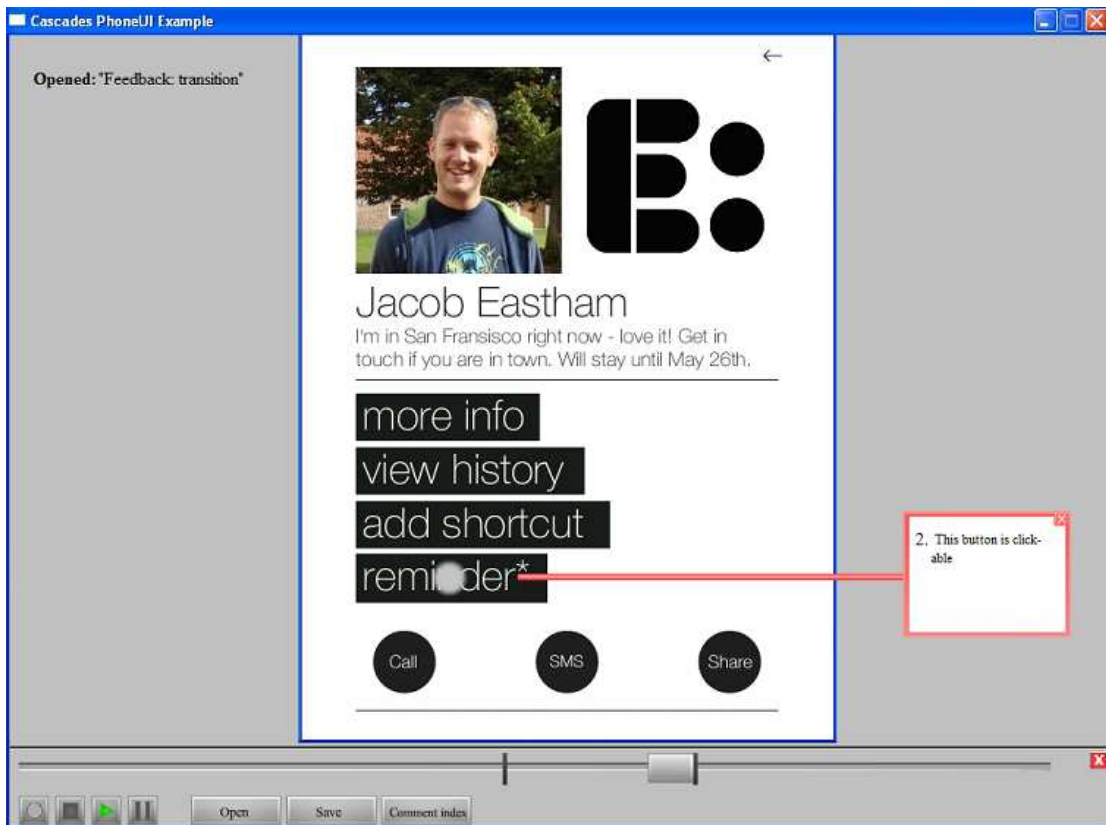 Cascades PhoneUI Example
Opened: "Feedback: transition"
E:
Jacob Eastham
I'm in San Fransisco right now - love it! Get in
touch if you are in town. Will stay until May 26th.
more info
view history
add shortcut
reminder*
2. This button is click-
able
Call SMS Share
Open Save Comment index